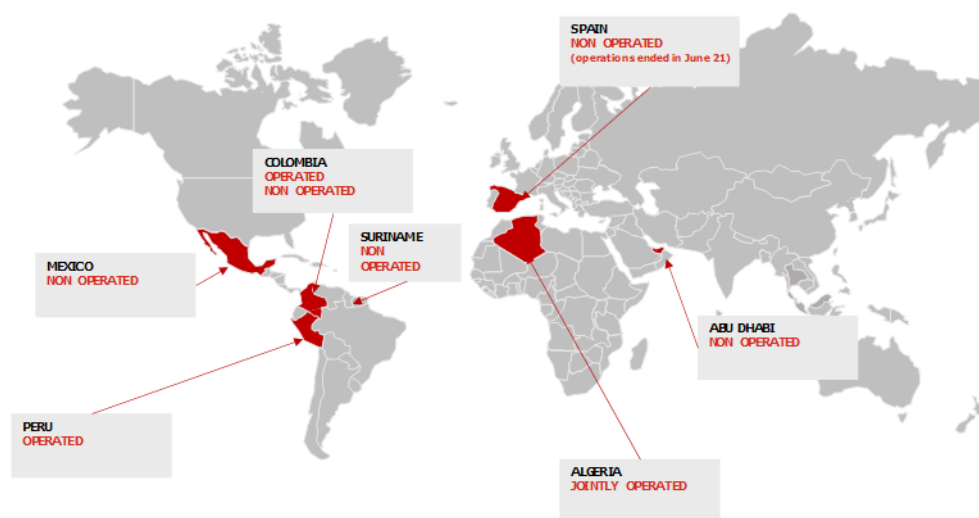 SPAIN
NON OPERATED
(operations ended in June 21)
COLOMBIA
OPERATED
NON OPERATED
SURINAME
NON
OPERATED
MEXICO
NON OPERATED
ABU DHABI
NON OPERATED
PERU
OPERATED
ALGERIA
JOINTLY OPERATED